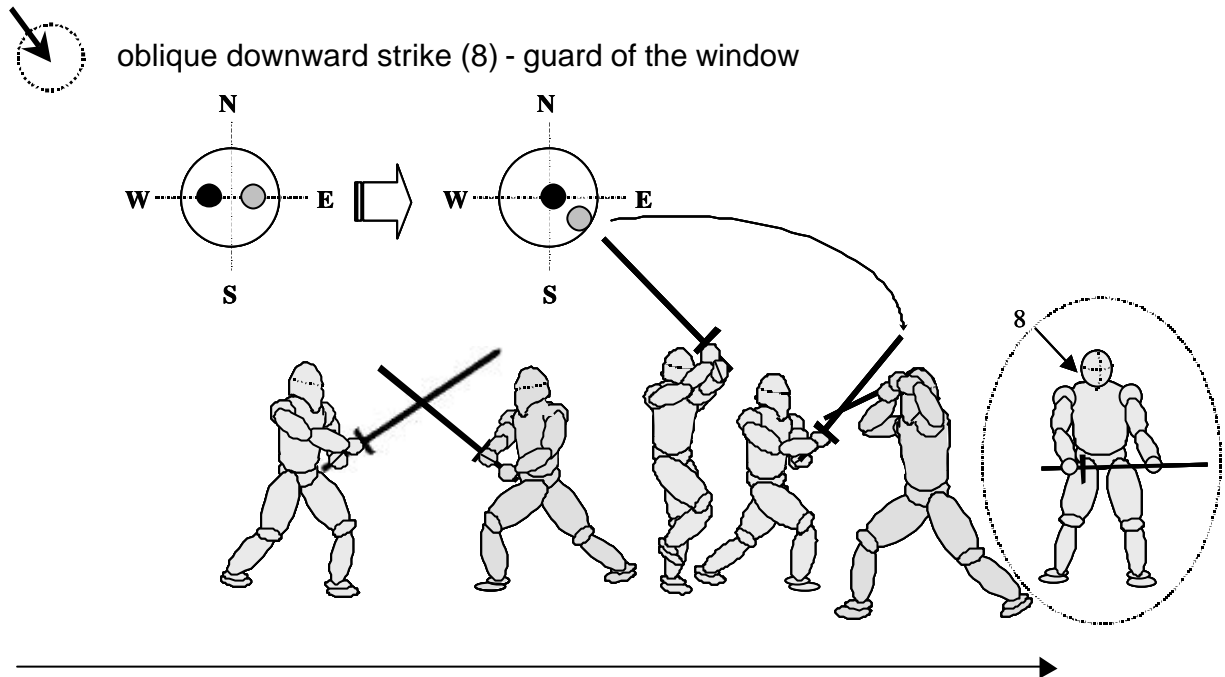 oblique downward strike (8) - guard of the window
N N
W E W E
S S
8